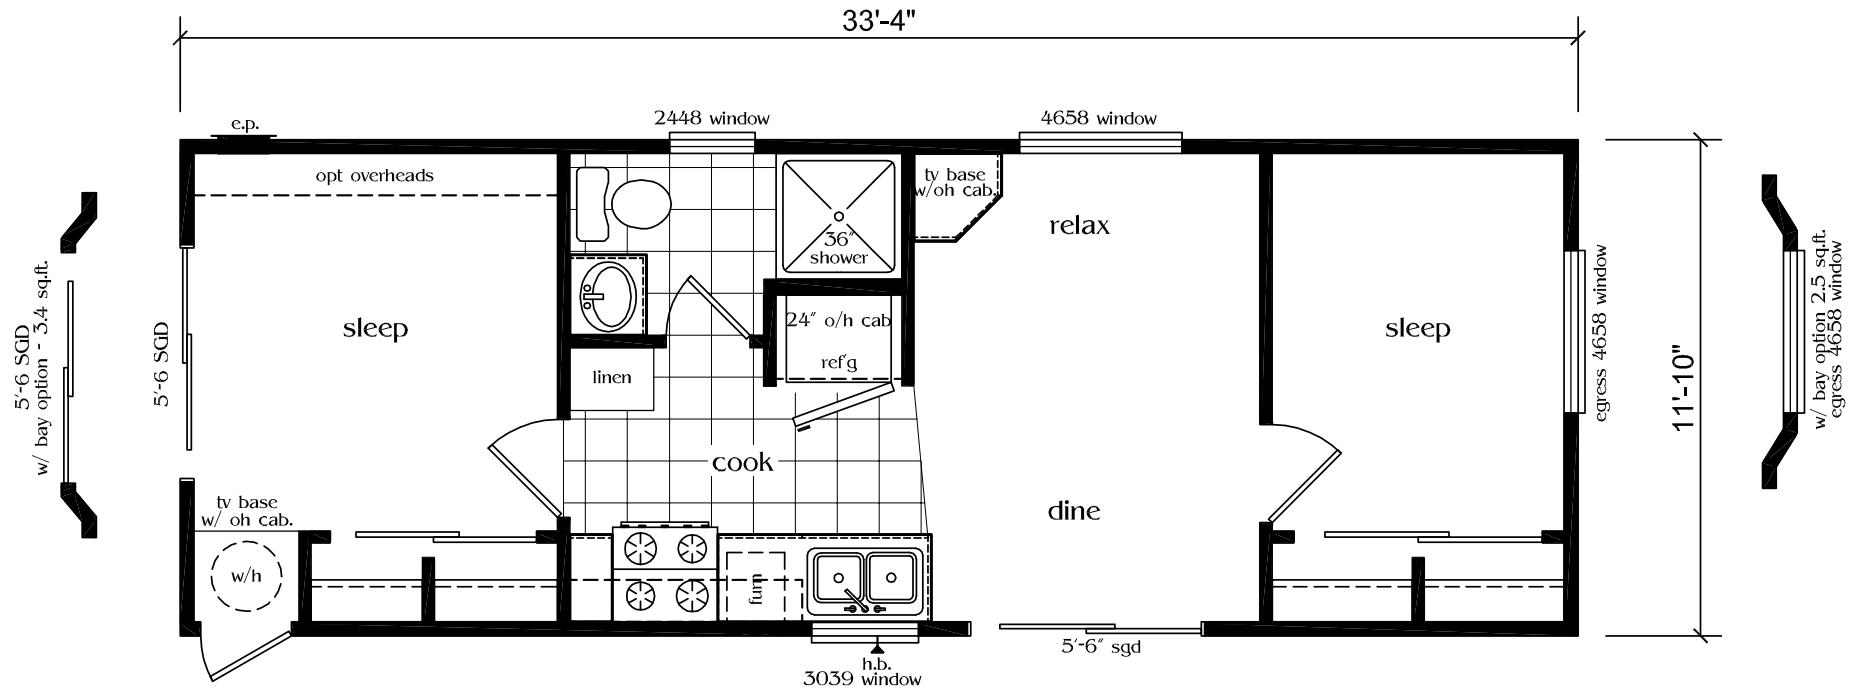 33'-4"
e.p.
2448 window
4658 window
opt overheads
tv base
w/oh cab.
relax
36"
shower
5'-6 SGD
w/ bay option - 3.4 sq.ft.
5'-6 SGD
sleep
24" o/h cab
ref'g
linen
sleep
egress 4658 window
11'-10"
w/ bay option 2.5 sq.ft.
egress 4658 window
cook
dine
tv base
w/ oh cab.
w/h
furn
5'-6" sgd
h.b.
3039 window